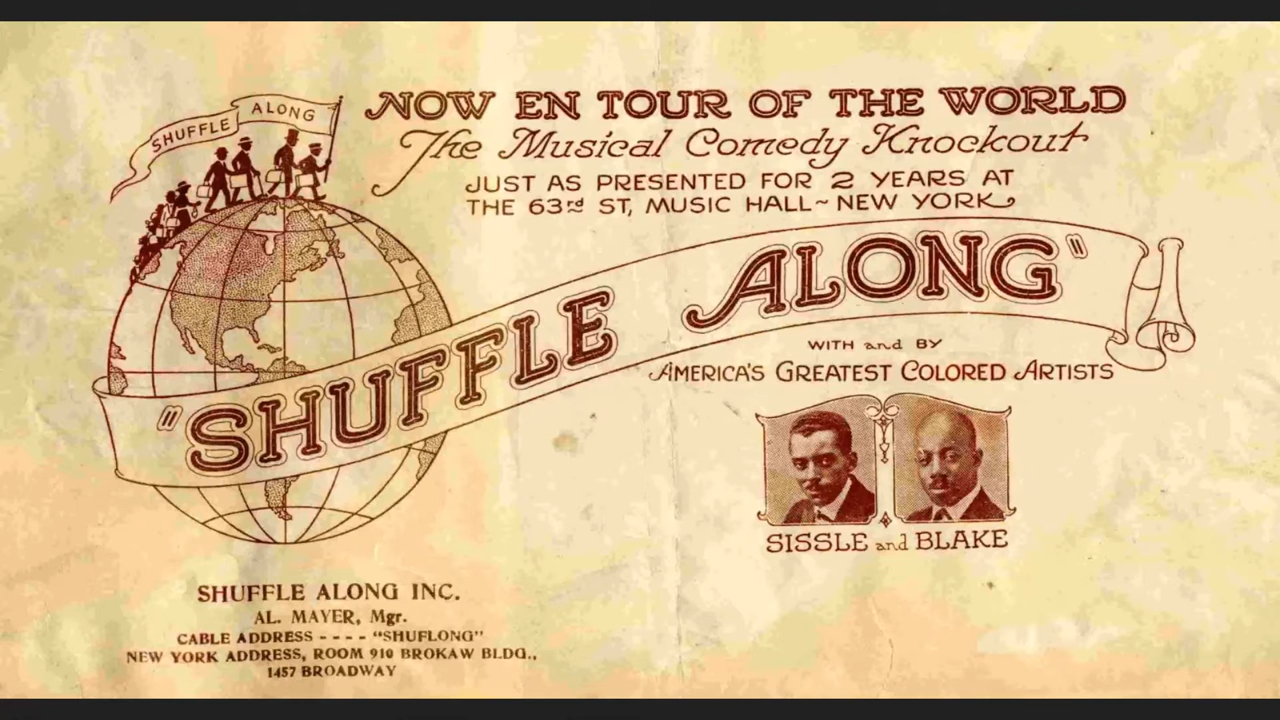 SHUFFLE ALONG
NOW EN TOUR OF THE WORLD
The Musical Comedy Knockout
JUST AS PRESENTED FOR 2 YEARS AT
THE 63rd ST, MUSIC HALL~NEW YORK
"SHUFFLE ALONG"
WITH and BY
AMERICA'S GREATEST COLORED ARTISTS
SISSLE and BLAKE
SHUFFLE ALONG INC.
AL. MAYER, Mgr.
CABLE ADDRESS - - - - "SHUFLONG"
NEW YORK ADDRESS, ROOM 910 BROKAW BLDG.,
1457 BROADWAY